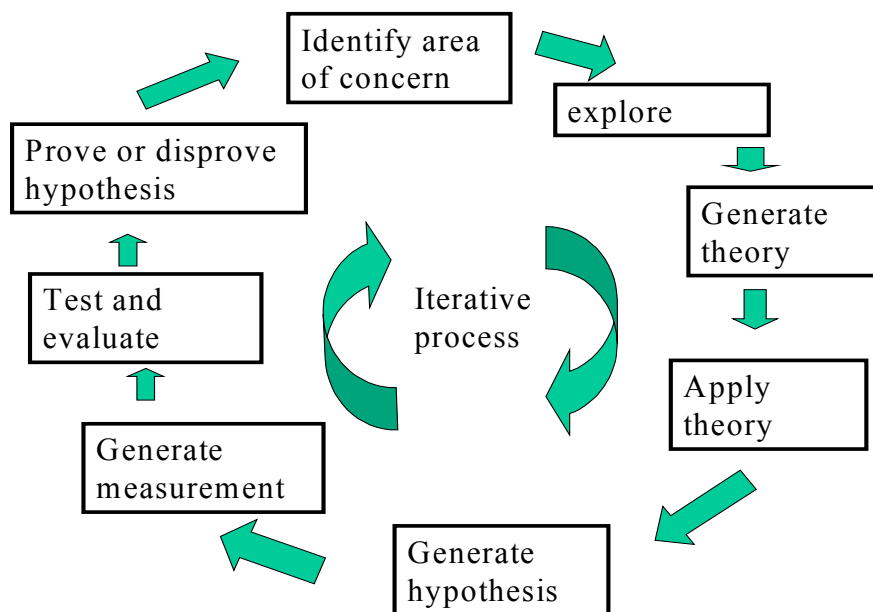 Identify area
of concern
explore
Generate
theory
Apply
theory
Generate
hypothesis
Generate
measurement
Test and
evaluate
Prove or disprove
hypothesis
Iterative
process